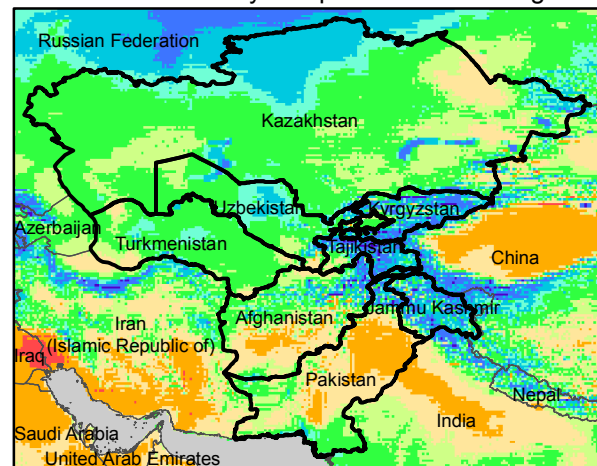 Russian Federation
Kazakhstan
Uzbekistan
Kyrgyzstan
Azerbaijan
Turkmenistan
Tajikistan
China
Iran
(Islamic Republic of)
Afghanistan
Jammu Kashmir
Iraq
Pakistan
Nepal
India
Saudi Arabia
United Arab Emirates